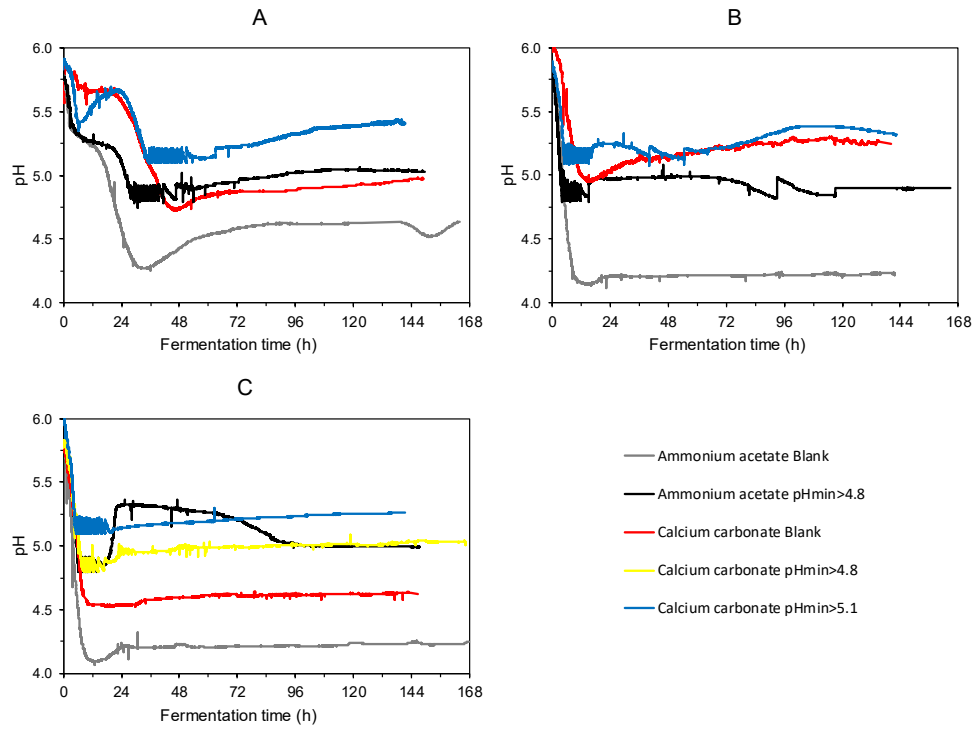 A
6.0
5.5
5.0
4.5
4.0
pH
0 24 48 72 96 120 144 168
Fermentation time (h)
B
6.0
5.5
5.0
4.5
4.0
pH
0 24 48 72 96 120 144 168
Fermentation time (h)
C
6.0
5.5
5.0
4.5
4.0
pH
0 24 48 72 96 120 144 168
Fermentation time (h)
Ammonium acetate Blank
Ammonium acetate pHmin>4.8
Calcium carbonate Blank
Calcium carbonate pHmin>4.8
Calcium carbonate pHmin>5.1